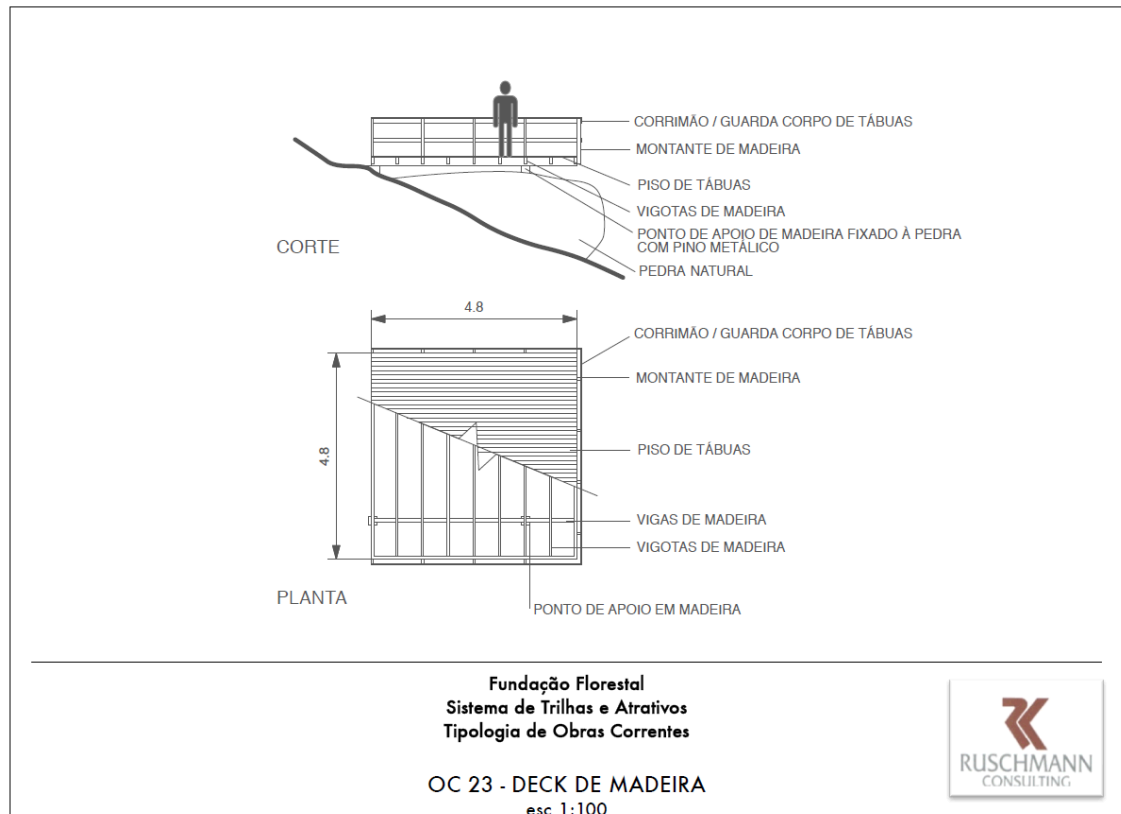 CORRIMÃO / GUARDA CORPO DE TÁBUAS
MONTANTE DE MADEIRA
PISO DE TÁBUAS
VIGOTAS DE MADEIRA
PONTO DE APOIO DE MADEIRA FIXADO À PEDRA
COM PINO METÁLICO
PEDRA NATURAL
CORTE
4.8
CORRIMÃO / GUARDA CORPO DE TÁBUAS
MONTANTE DE MADEIRA
4.8
PISO DE TÁBUAS
VIGAS DE MADEIRA
VIGOTAS DE MADEIRA
PLANTA
PONTO DE APOIO EM MADEIRA
Fundação Florestal
Sistema de Trilhas e Atrativos
Tipologia de Obras Correntes
OC 23 - DECK DE MADEIRA
esc 1:100
RUSCHMANN
CONSULTING